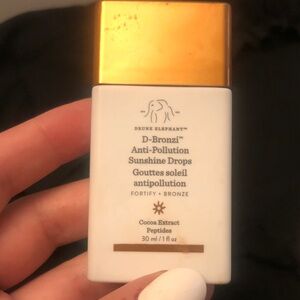 DRUNK ELEPHANT™
D-Bronzi™
Anti-Pollution
Sunshine Drops
Gouttes soleil
antipollution
FORTIFY + BRONZE
Cocoa Extract
Peptides
30 ml / 1 fl oz